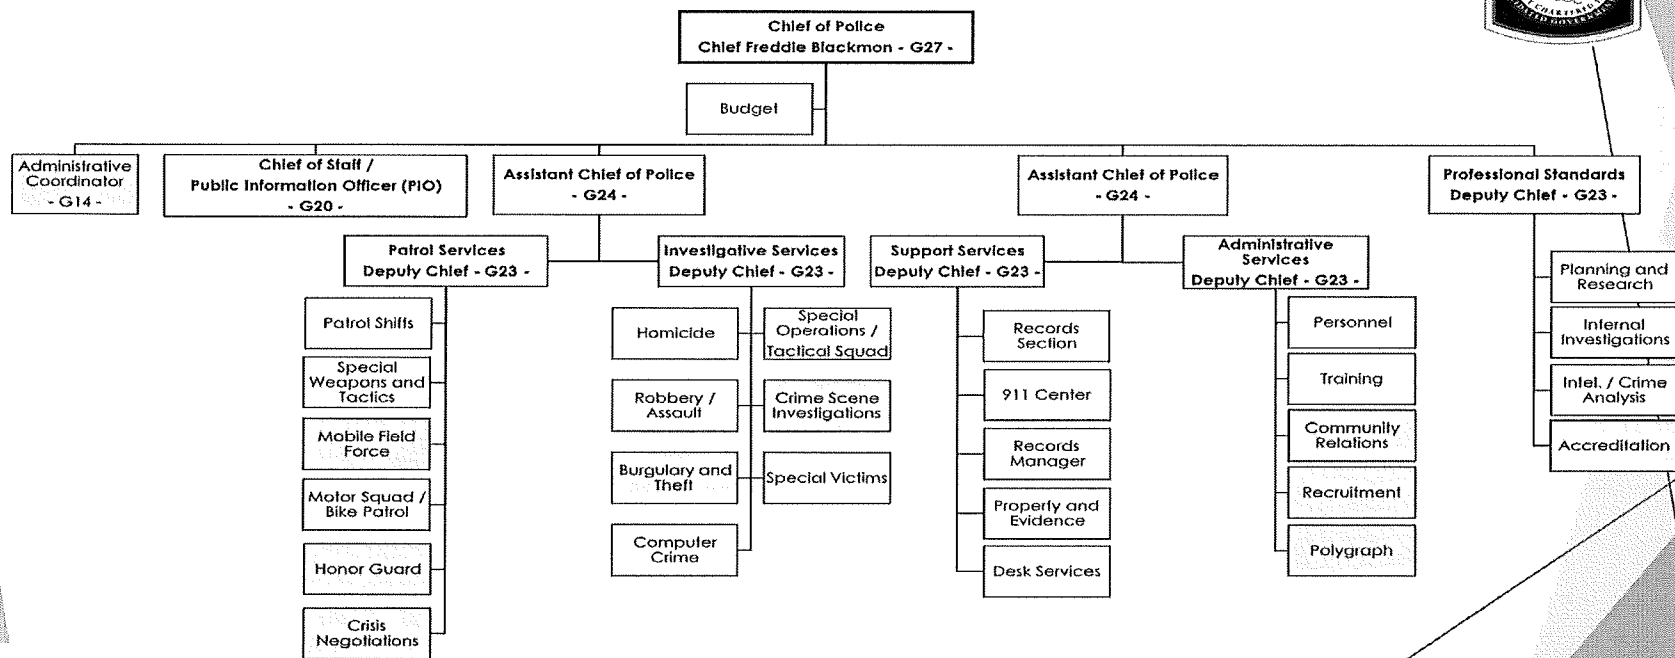 Chief of Police
Chief Freddie Blackmon - G27 -
Budget
Administrative
Coordinator
- G14 -
Chief of Staff /
Public Information Officer (PIO)
- G20 -
Assistant Chief of Police
- G24 -
Assistant Chief of Police
- G24 -
Professional Standards
Deputy Chief - G23 -
Patrol Services
Deputy Chief - G23 -
Investigative Services
Deputy Chief - G23 -
Support Services
Deputy Chief - G23 -
Administrative
Services
Deputy Chief - G23 -
Patrol Shifts
Special
Weapons and
Tactics
Mobile Field
Force
Motor Squad /
Bike Patrol
Honor Guard
Crisis
Negotiations
Homicide
Robbery /
Assault
Burgulary and
Theft
Computer
Crime
Special
Operations /
Tactical Squad
Crime Scene
Investigations
Special Victims
Records
Section
911 Center
Records
Manager
Property and
Evidence
Desk Services
Personnel
Training
Community
Relations
Recruitment
Polygraph
Planning and
Research
Internal
Investigations
Intel. / Crime
Analysis
Accreditation